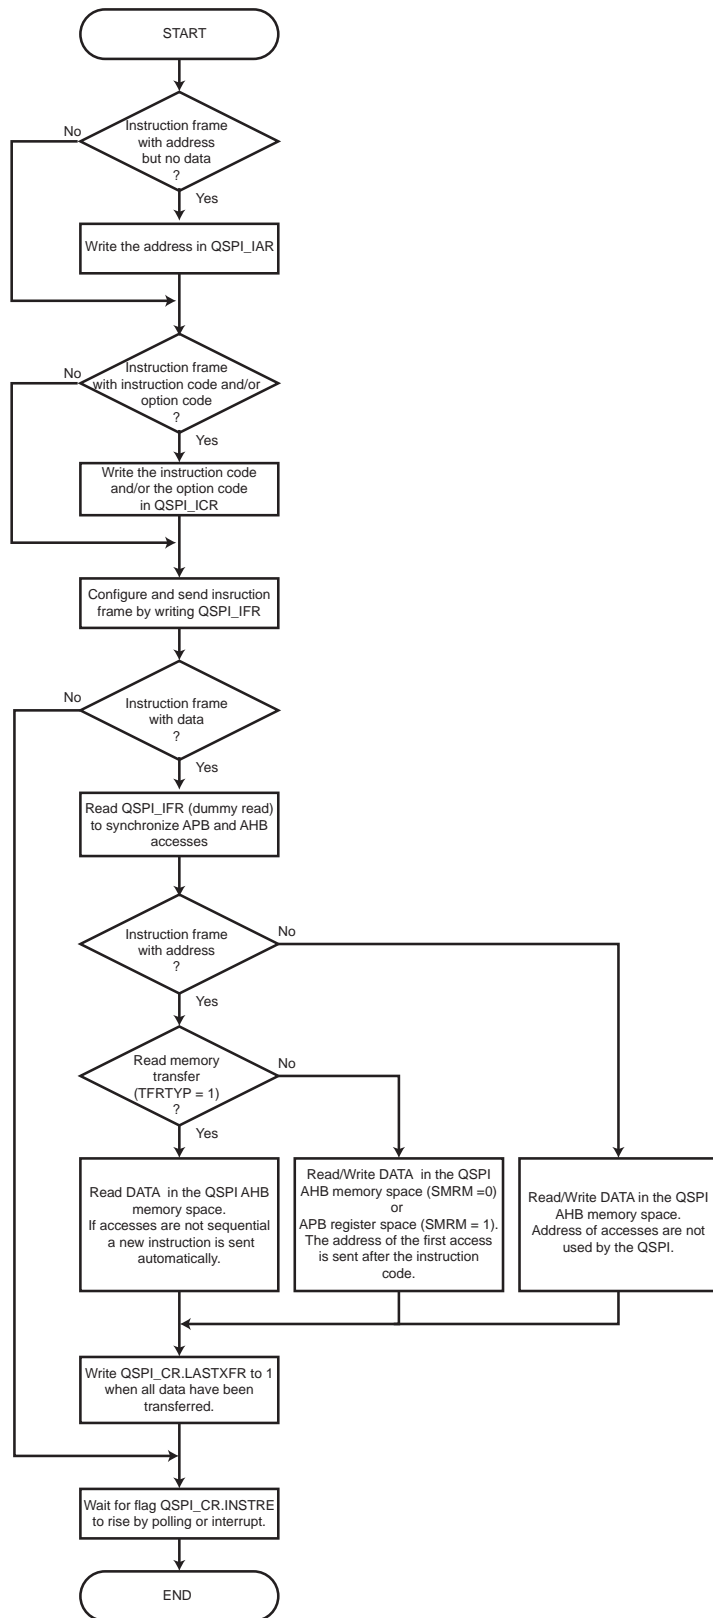 START
No
Instruction frame
with address
but no data
?
Yes
Write the address in QSPI_IAR
No
Instruction frame
with instruction code and/or
option code
?
Yes
Write the instruction code
and/or the option code
in QSPI_ICR
Configure and send insruction
frame by writing QSPI_IFR
No
Instruction frame
with data
?
Yes
Read QSPI_IFR (dummy read)
to synchronize APB and AHB
accesses
Instruction frame
with address
?
No
Yes
Read memory
transfer
(TFRTYP = 1)
?
No
Yes
Read DATA in the QSPI AHB
memory space.
If accesses are not sequential
a new instruction is sent
automatically.
Read/Write DATA in the QSPI
AHB memory space (SMRM =0)
or
APB register space (SMRM = 1).
The address of the first access
is sent after the instruction
code.
Read/Write DATA in the QSPI
AHB memory space.
Address of accesses are not
used by the QSPI.
Write QSPI_CR.LASTXFR to 1
when all data have been
transferred.
Wait for flag QSPI_CR.INSTRE
to rise by polling or interrupt.
END